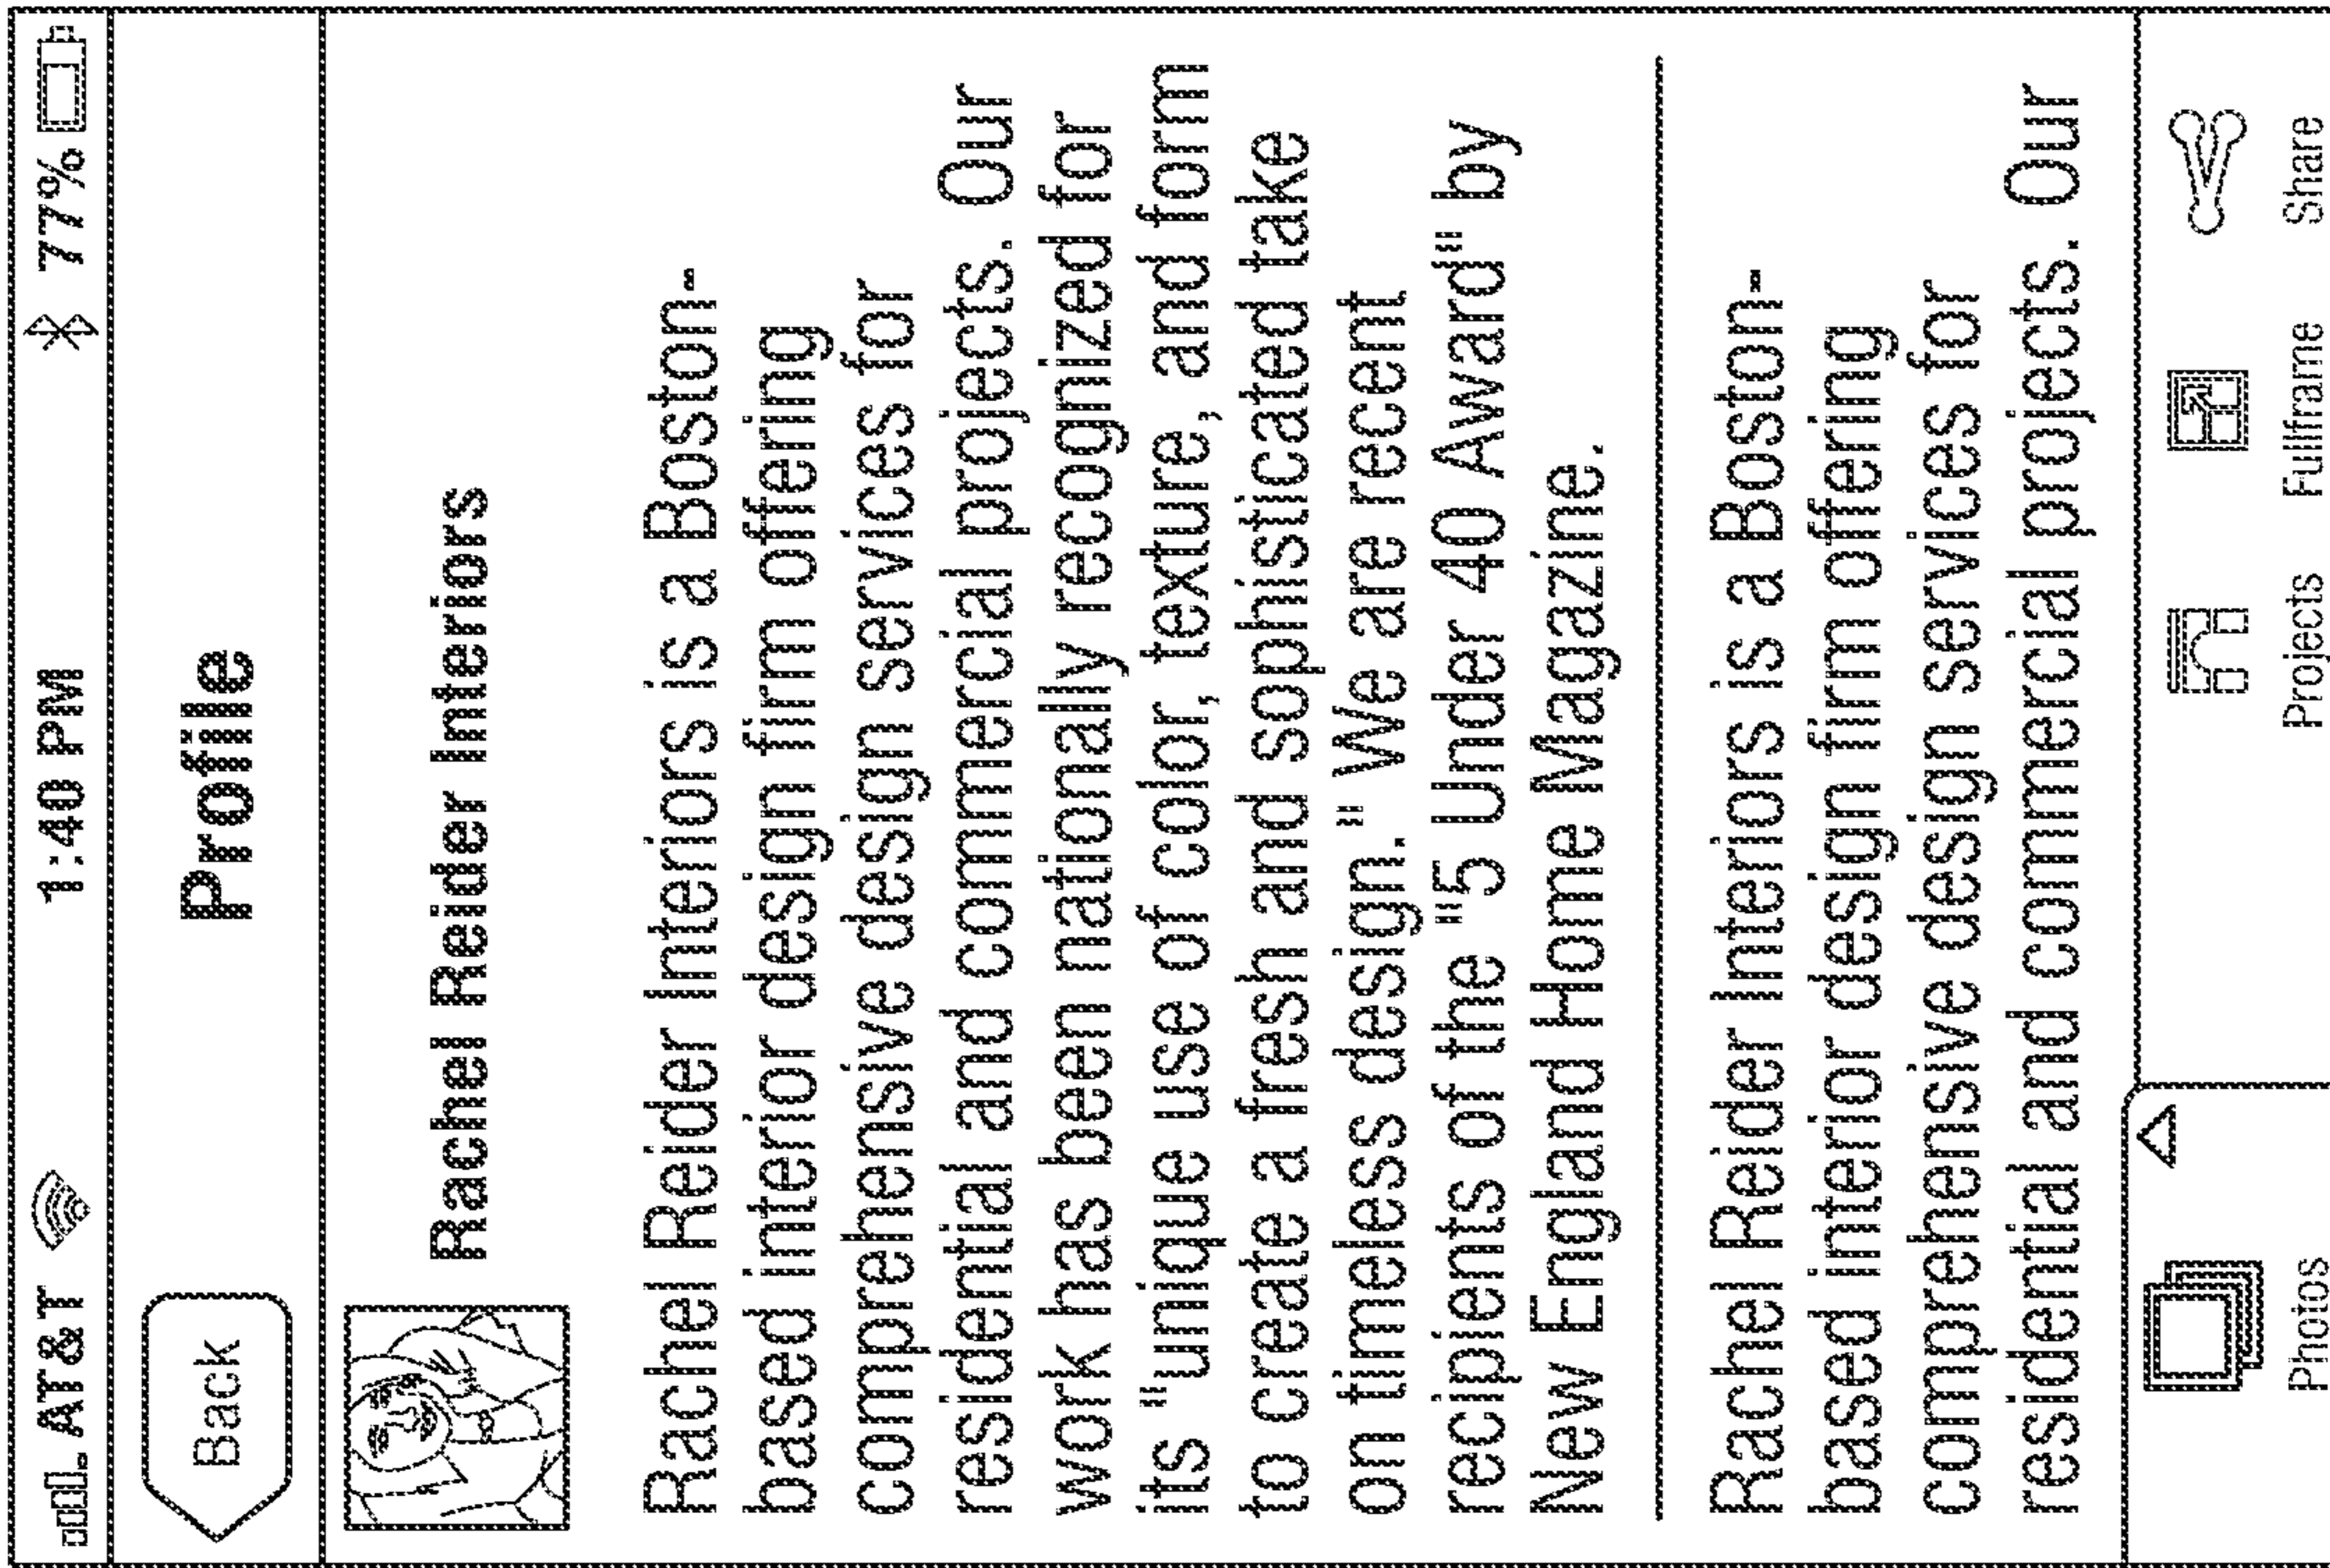 AT&T 1:40 PM 77%
Back Profile
Rachel Reider Interiors
Rachel Reider Interiors is a Boston-
based interior design firm offering
comprehensive design services for
residential and commercial projects. Our
work has been nationally recognized for
its "unique use of color, texture, and form
to create a fresh and sophisticated take
on timeless design." We are recent
recipients of the "5 Under 40 Award" by
New England Home Magazine.
Rachel Reider Interiors is a Boston-
based interior design firm offering
comprehensive design services for
residential and commercial projects. Our
Photos Projects Fullframe Share